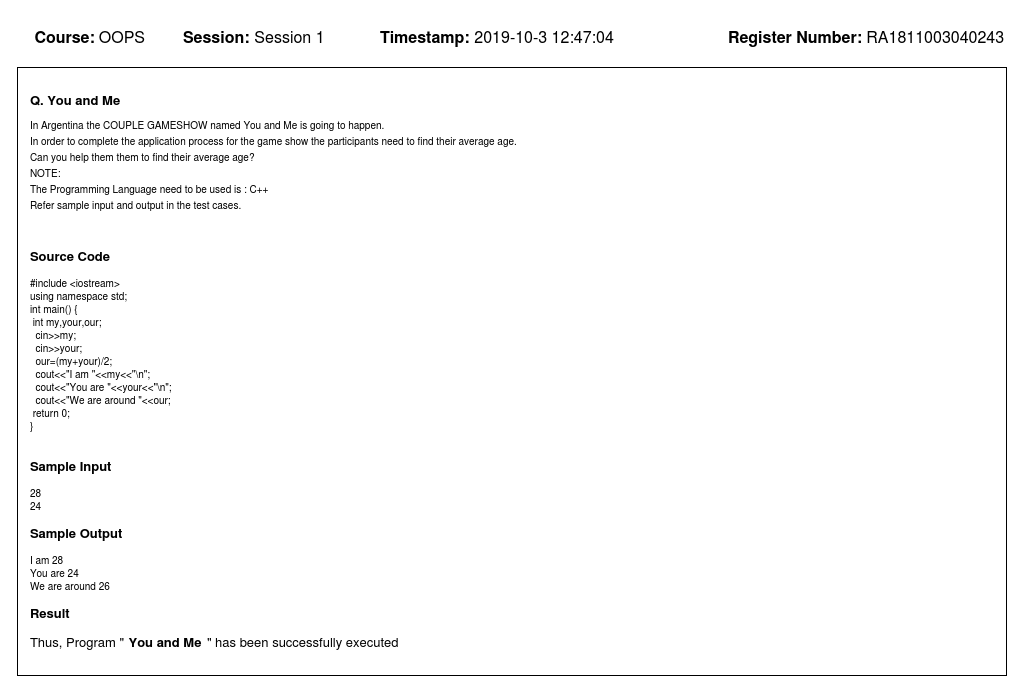 Course: OOPS Session: Session 1 Timestamp: 2019-10-3 12:47:04 Register Number: RA1811003040243
Q. You and Me
In Argentina the COUPLE GAMESHOW named You and Me is going to happen.
In order to complete the application process for the game show the participants need to find their average age.
Can you help them them to find their average age?
NOTE:
The Programming Language need to be used is : C++
Refer sample input and output in the test cases.
Source Code
#include <iostream>
using namespace std;
int main() {
int my,your,our;
cin>>my;
cin>>your;
our=(my+your)/2;
cout<<"I am "<<my<<"\n";
cout<<"You are "<<your<<"\n";
cout<<"We are around "<<our;
return 0;
}
Sample Input
28
24
Sample Output
I am 28
You are 24
We are around 26
Result
Thus, Program " You and Me " has been successfully executed